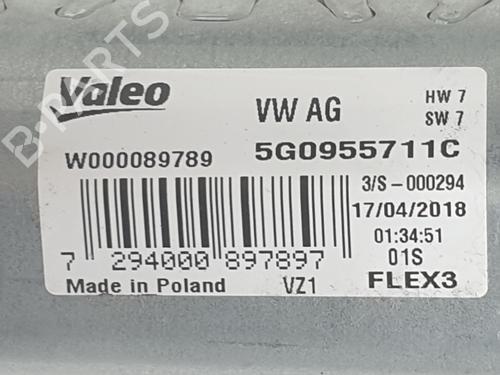 Valeo
VW AG
HW 7
SW 7
W000089789
5G0955711C
3/S-000294
17/04/2018
01:34:51
7 294000 897897
01S
Made in Poland
VZ1
FLEX3
B-PARTS